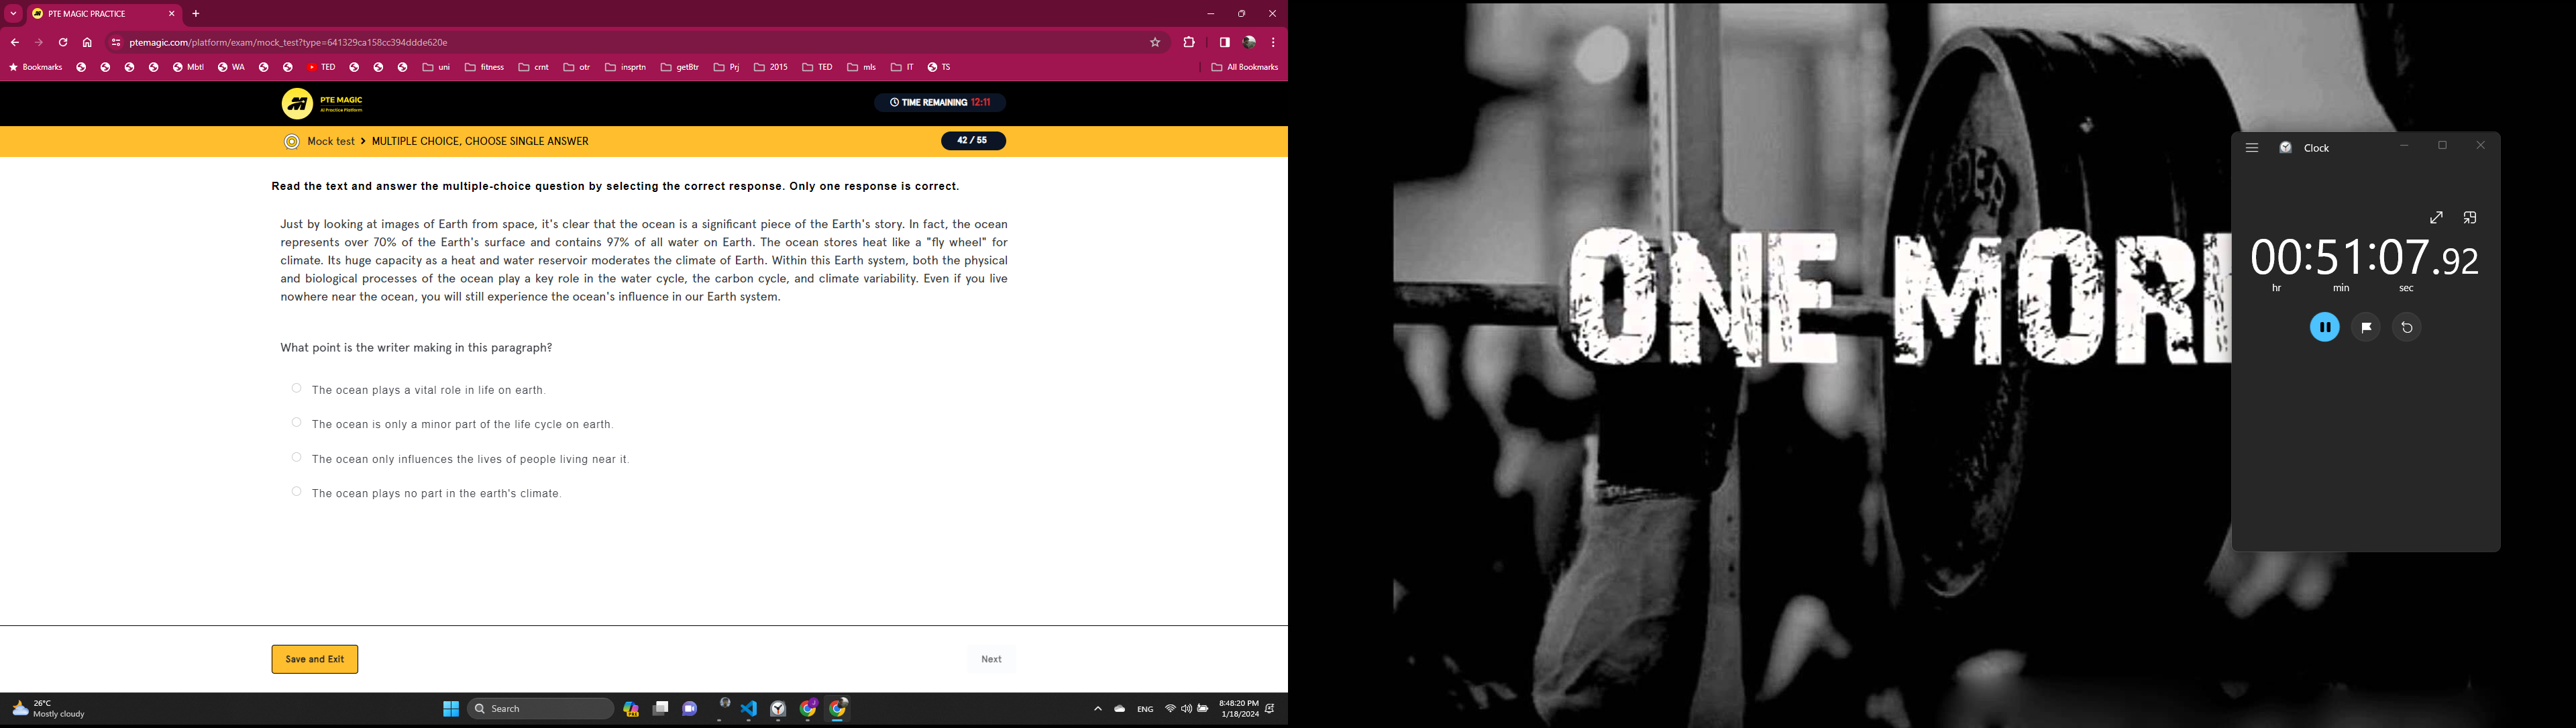 PTE MAGIC PRACTICE
ptemagic.com/platform/exam/mock_test?type=641329ca158cc394ddde620e
Bookmarks Mbtl WA TED uni fitness crnt otr insprtn getBtr Prj 2015 TED mls IT TS All Bookmarks
PTE MAGIC
AI Practice Platform
TIME REMAINING 12:11
Mock test > MULTIPLE CHOICE, CHOOSE SINGLE ANSWER
42 / 55
Read the text and answer the multiple-choice question by selecting the correct response. Only one response is correct.
Just by looking at images of Earth from space, it's clear that the ocean is a significant piece of the Earth's story. In fact, the ocean
represents over 70% of the Earth's surface and contains 97% of all water on Earth. The ocean stores heat like a "fly wheel" for
climate. Its huge capacity as a heat and water reservoir moderates the climate of Earth. Within this Earth system, both the physical
and biological processes of the ocean play a key role in the water cycle, the carbon cycle, and climate variability. Even if you live
nowhere near the ocean, you will still experience the ocean's influence in our Earth system.
What point is the writer making in this paragraph?
The ocean plays a vital role in life on earth.
The ocean is only a minor part of the life cycle on earth.
The ocean only influences the lives of people living near it.
The ocean plays no part in the earth's climate.
Save and Exit
Next
26°C
Mostly cloudy
Search
ENG
8:48:20 PM
1/18/2024
ONE MOR
Clock
00:51:07.92
hr min sec